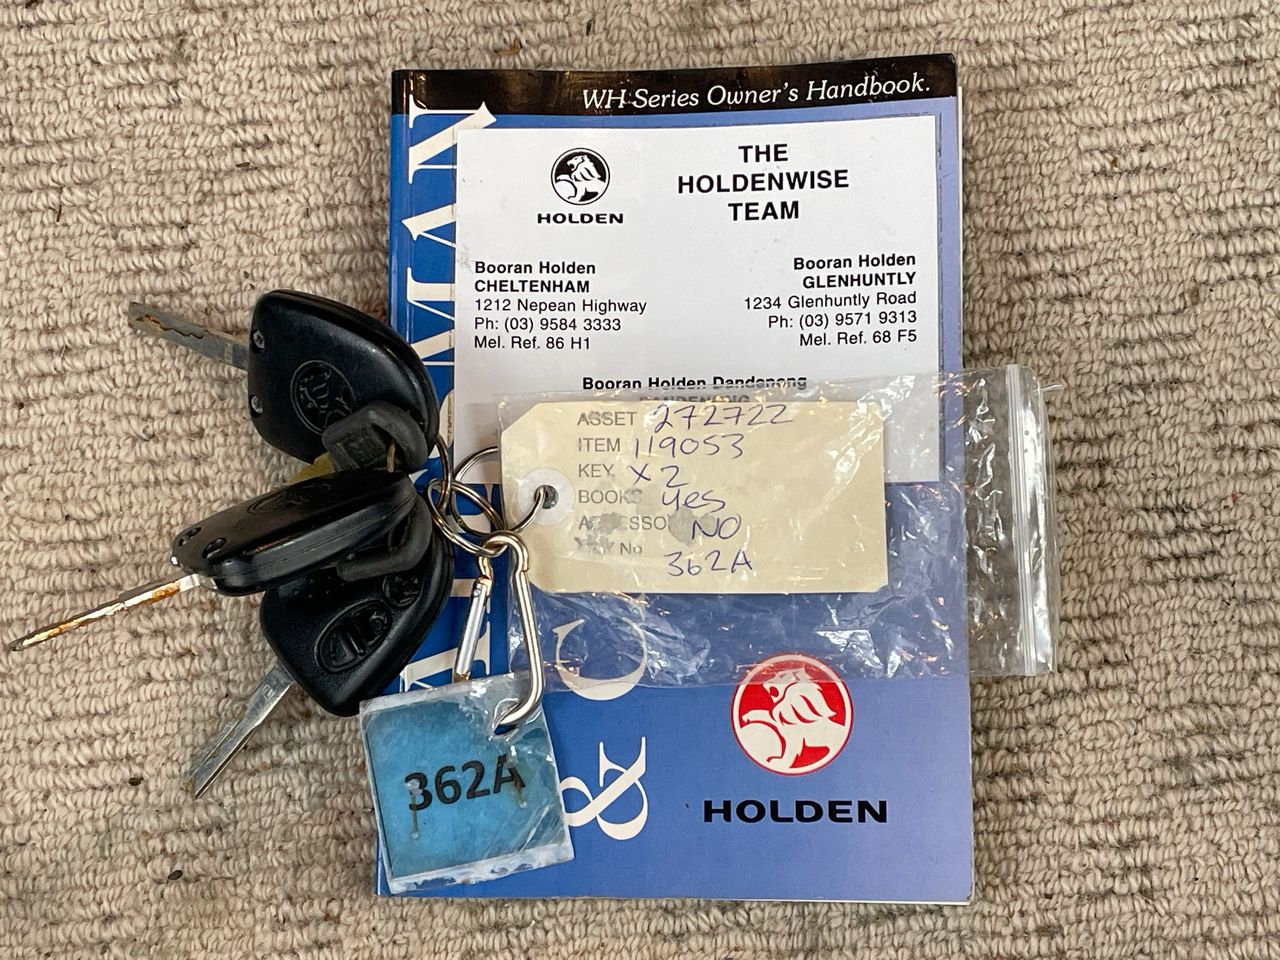 WH Series Owner's Handbook.
HOLDEN
THE
HOLDENWISE
TEAM
Booran Holden
CHELTENHAM
1212 Nepean Highway
Ph: (03) 9584 3333
Mel. Ref. 86 H1
Booran Holden
GLENHUNTLY
1234 Glenhuntly Road
Ph: (03) 9571 9313
Mel. Ref. 68 F5
Booran Holden Dandenong
ASSET 272722
ITEM 119053
KEY X 2
BOOKS yes
NO
No
362A
362A
&
HOLDEN